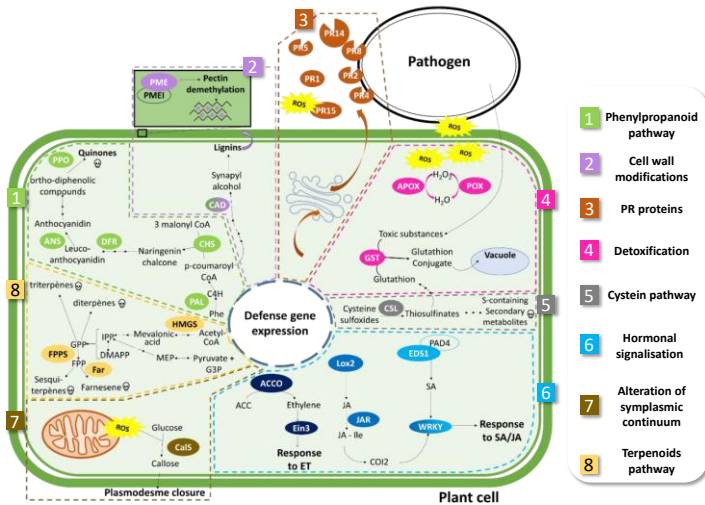 3
PR14
PR5
PR8
PR1
PR2
PR4
ROS
PR15
Pathogen
2
PME
PMEI
Pectin
demethylation
ROS
ROS
ROS
1
PPO
Quinones
ortho-diphenolic
compounds
Anthocyanidin
ANS
Leuco-
anthocyanidin
DFR
Naringenin
chalcone
CHS
3 malonyl CoA
p-coumaroyl
CoA
C4H
PAL
Phe
Lignins
Synapyl
alcohol
CAD
4
H₂O₂
APOX
POX
H₂O
Toxic substances
GST
Glutathion
Conjugate
Vacuole
Glutathion
5
Cysteine
sulfoxides
CSL
Thiosulfinates
S-containing
Secondary
metabolites
Defense gene
expression
8
triterpènes
diterpènes
GPP
IPP
DMAPP
Mevalonic
acid
HMGS
Acetyl-
CoA
MEP
Pyruvate +
G3P
FPPS
FPP
Far
Sesqui-
terpènes
Farnesene
7
ROS
Glucose
CalS
Callose
Plasmodesme closure
6
ACCO
ACC
Ethylene
Ein3
Response
to ET
Lox2
JA
JAR
JA - Ile
COI2
PAD4
EDS1
SA
WRKY
Response
to SA/JA
Plant cell
1
Phenylpropanoid
pathway
2
Cell wall
modifications
3
PR proteins
4
Detoxification
5
Cystein pathway
6
Hormonal
signalisation
7
Alteration of
symplasmic
continuum
8
Terpenoids
pathway